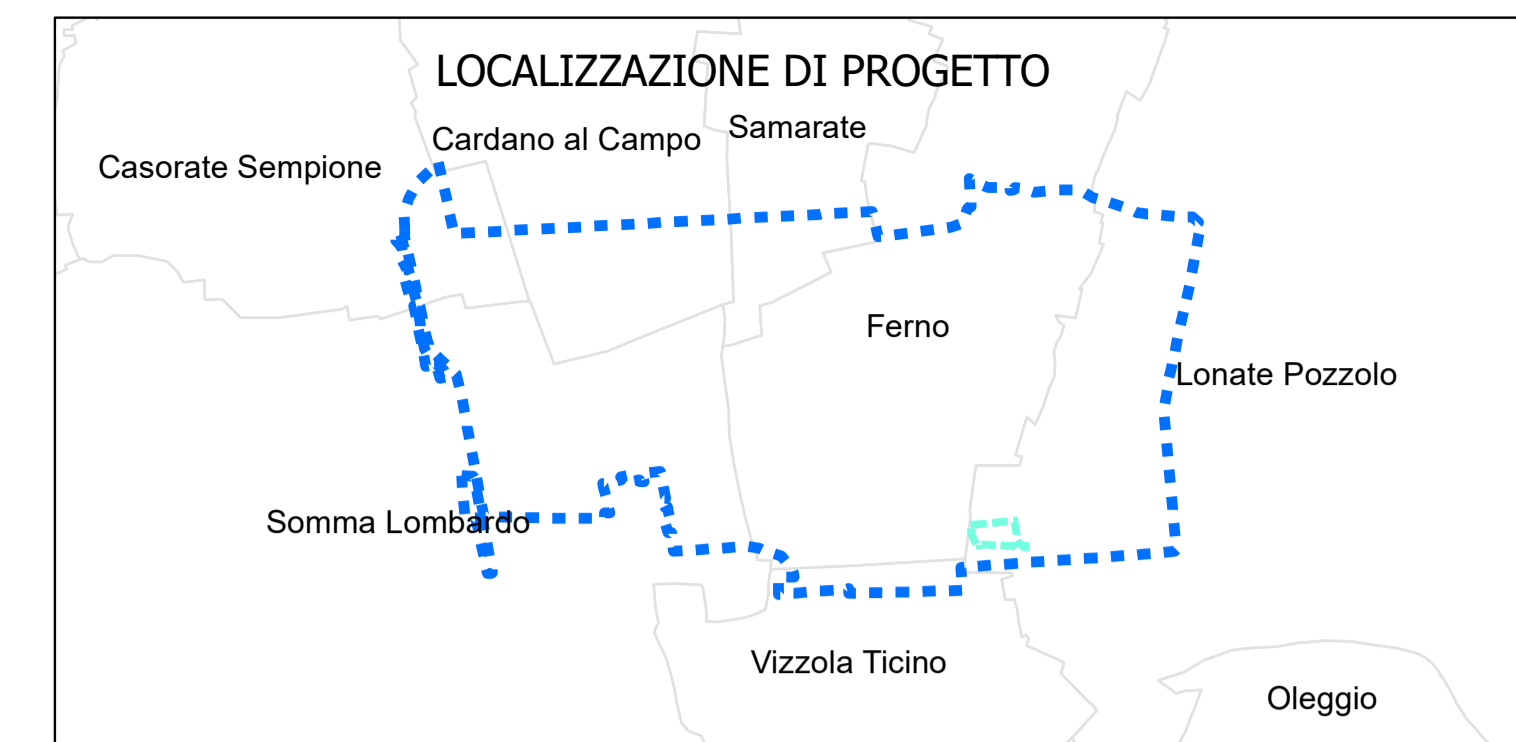 LOCALIZZAZIONE DI PROGETTO
Samarate
Cardano al Campo
Casorate Sempione
Ferno
Lonate Pozzolo
Somma Lombardo
Vizzola Ticino
Oleggio